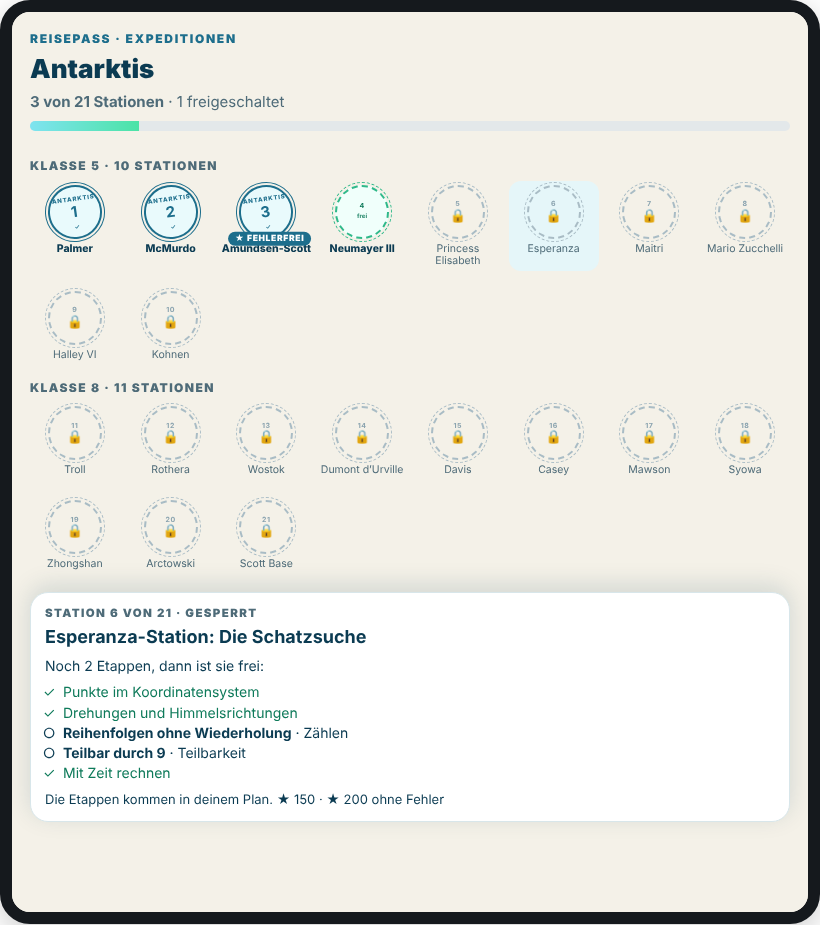 REISEPASS · EXPEDITIONEN
Antarktis
3 von 21 Stationen · 1 freigeschaltet
KLASSE 5 · 10 STATIONEN
ANTARKTIS ANTARKTIS ANTARKTIS
1 ✓ 2 ✓ 3 ✓ 4 frei 5 6 7 8
★ FEHLERFREI
Palmer McMurdo Amundsen-Scott Neumayer III Princess Elisabeth Esperanza Maitri Mario Zucchelli
9 10
Halley VI Kohnen
KLASSE 8 · 11 STATIONEN
11 12 13 14 15 16 17 18
Troll Rothera Wostok Dumont d'Urville Davis Casey Mawson Syowa
19 20 21
Zhongshan Arctowski Scott Base
STATION 6 VON 21 · GESPERRT
Esperanza-Station: Die Schatzsuche
Noch 2 Etappen, dann ist sie frei:
✓ Punkte im Koordinatensystem
✓ Drehungen und Himmelsrichtungen
○ Reihenfolgen ohne Wiederholung · Zählen
○ Teilbar durch 9 · Teilbarkeit
✓ Mit Zeit rechnen
Die Etappen kommen in deinem Plan. ★ 150 · ★ 200 ohne Fehler